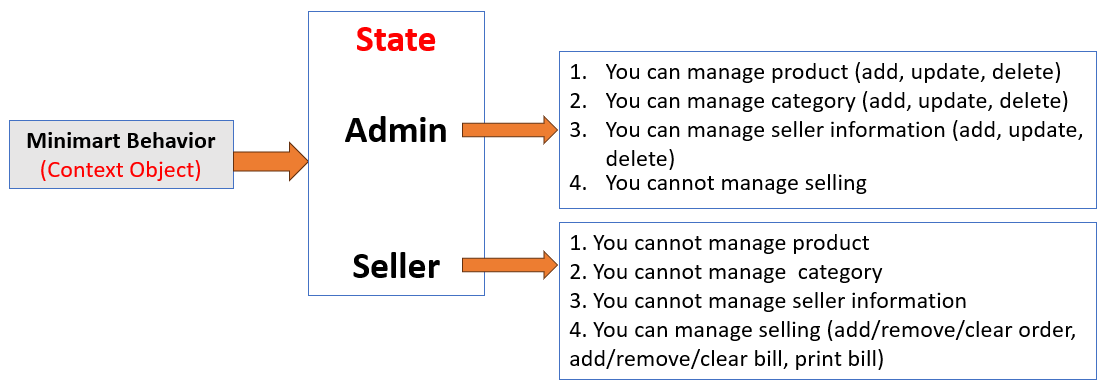 Minimart Behavior
(Context Object)
State
Admin
Seller
1. You can manage product (add, update, delete)
2. You can manage category (add, update, delete)
3. You can manage seller information (add, update,
delete)
4. You cannot manage selling
1. You cannot manage product
2. You cannot manage  category
3. You cannot manage seller information
4. You can manage selling (add/remove/clear order,
add/remove/clear bill, print bill)